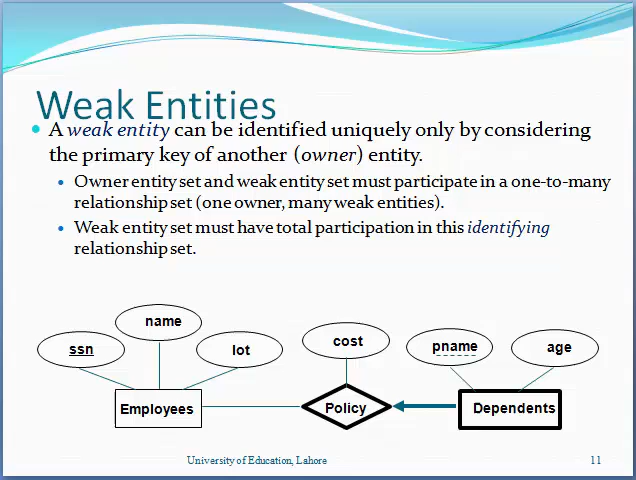 Weak Entities
A weak entity can be identified uniquely only by considering
the primary key of another (owner) entity.
Owner entity set and weak entity set must participate in a one-to-many
relationship set (one owner, many weak entities).
Weak entity set must have total participation in this identifying
relationship set.
name
cost
ssn
lot
pname
age
Employees
Policy
Dependents
University of Education, Lahore
11